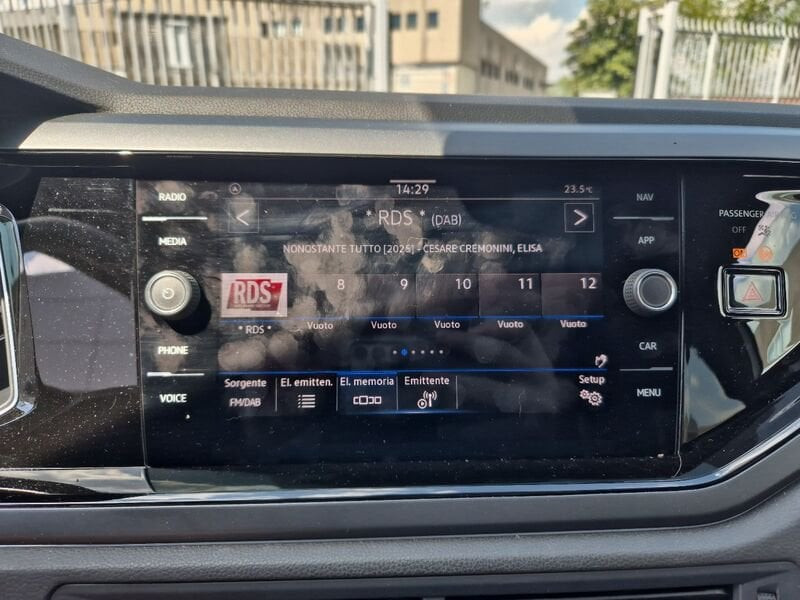 RADIO
MEDIA
PHONE
VOICE
14:29
23.5°C
* RDS * (DAB)
NONOSTANTE TUTTO [2025] - CESARE CREMONINI, ELISA
RDS
8
9
10
11
12
* RDS *
Vuoto
Vuoto
Vuoto
Vuoto
Vuoto
Sorgente
FM/DAB
El. emitten.
El. memoria
Emittente
Setup
NAV
APP
CAR
MENU
PASSENGER
OFF